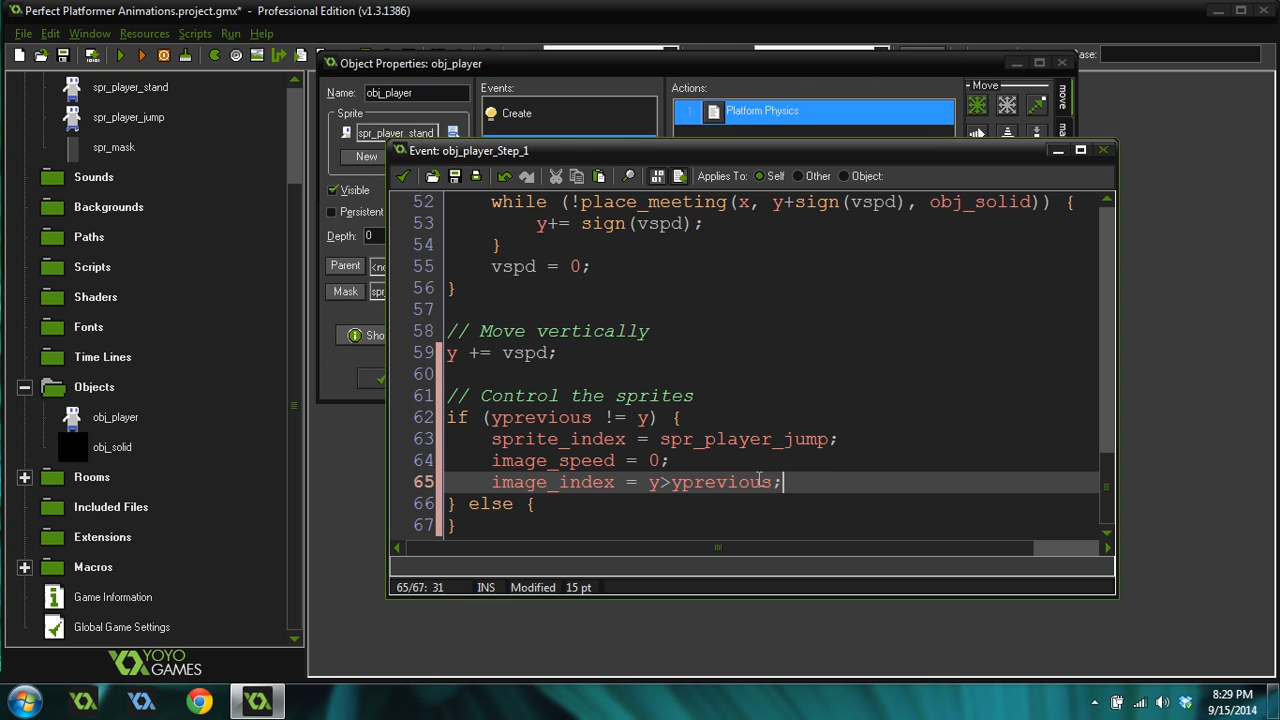 Perfect Platformer Animations.project.gmx* - Professional Edition (v1.3.1386)
File Edit Window Resources Scripts Run Help
spr_player_stand
spr_player_jump
spr_mask
Sounds
Backgrounds
Paths
Scripts
Shaders
Fonts
Time Lines
Objects
obj_player
obj_solid
Rooms
Included Files
Extensions
Macros
Game Information
Global Game Settings
YOYO
GAMES
Object Properties: obj_player
Name: obj_player
Sprite
spr_player_stand
New
Visible
Persistent
Depth: 0
Parent <no
Mask spr_
Sho
Events:
Create
Actions:
1 Platform Physics
Move
move
Event: obj_player_Step_1
Applies To: Self Other Object:
52 while (!place_meeting(x, y+sign(vspd), obj_solid)) {
53 y+= sign(vspd);
54 }
55 vspd = 0;
56 }
57
58 // Move vertically
59 y += vspd;
60
61 // Control the sprites
62 if (yprevious != y) {
63 sprite_index = spr_player_jump;
64 image_speed = 0;
65 image_index = y>yprevious;
66 } else {
67 }
65/67: 31 INS Modified 15 pt
8:29 PM
9/15/2014